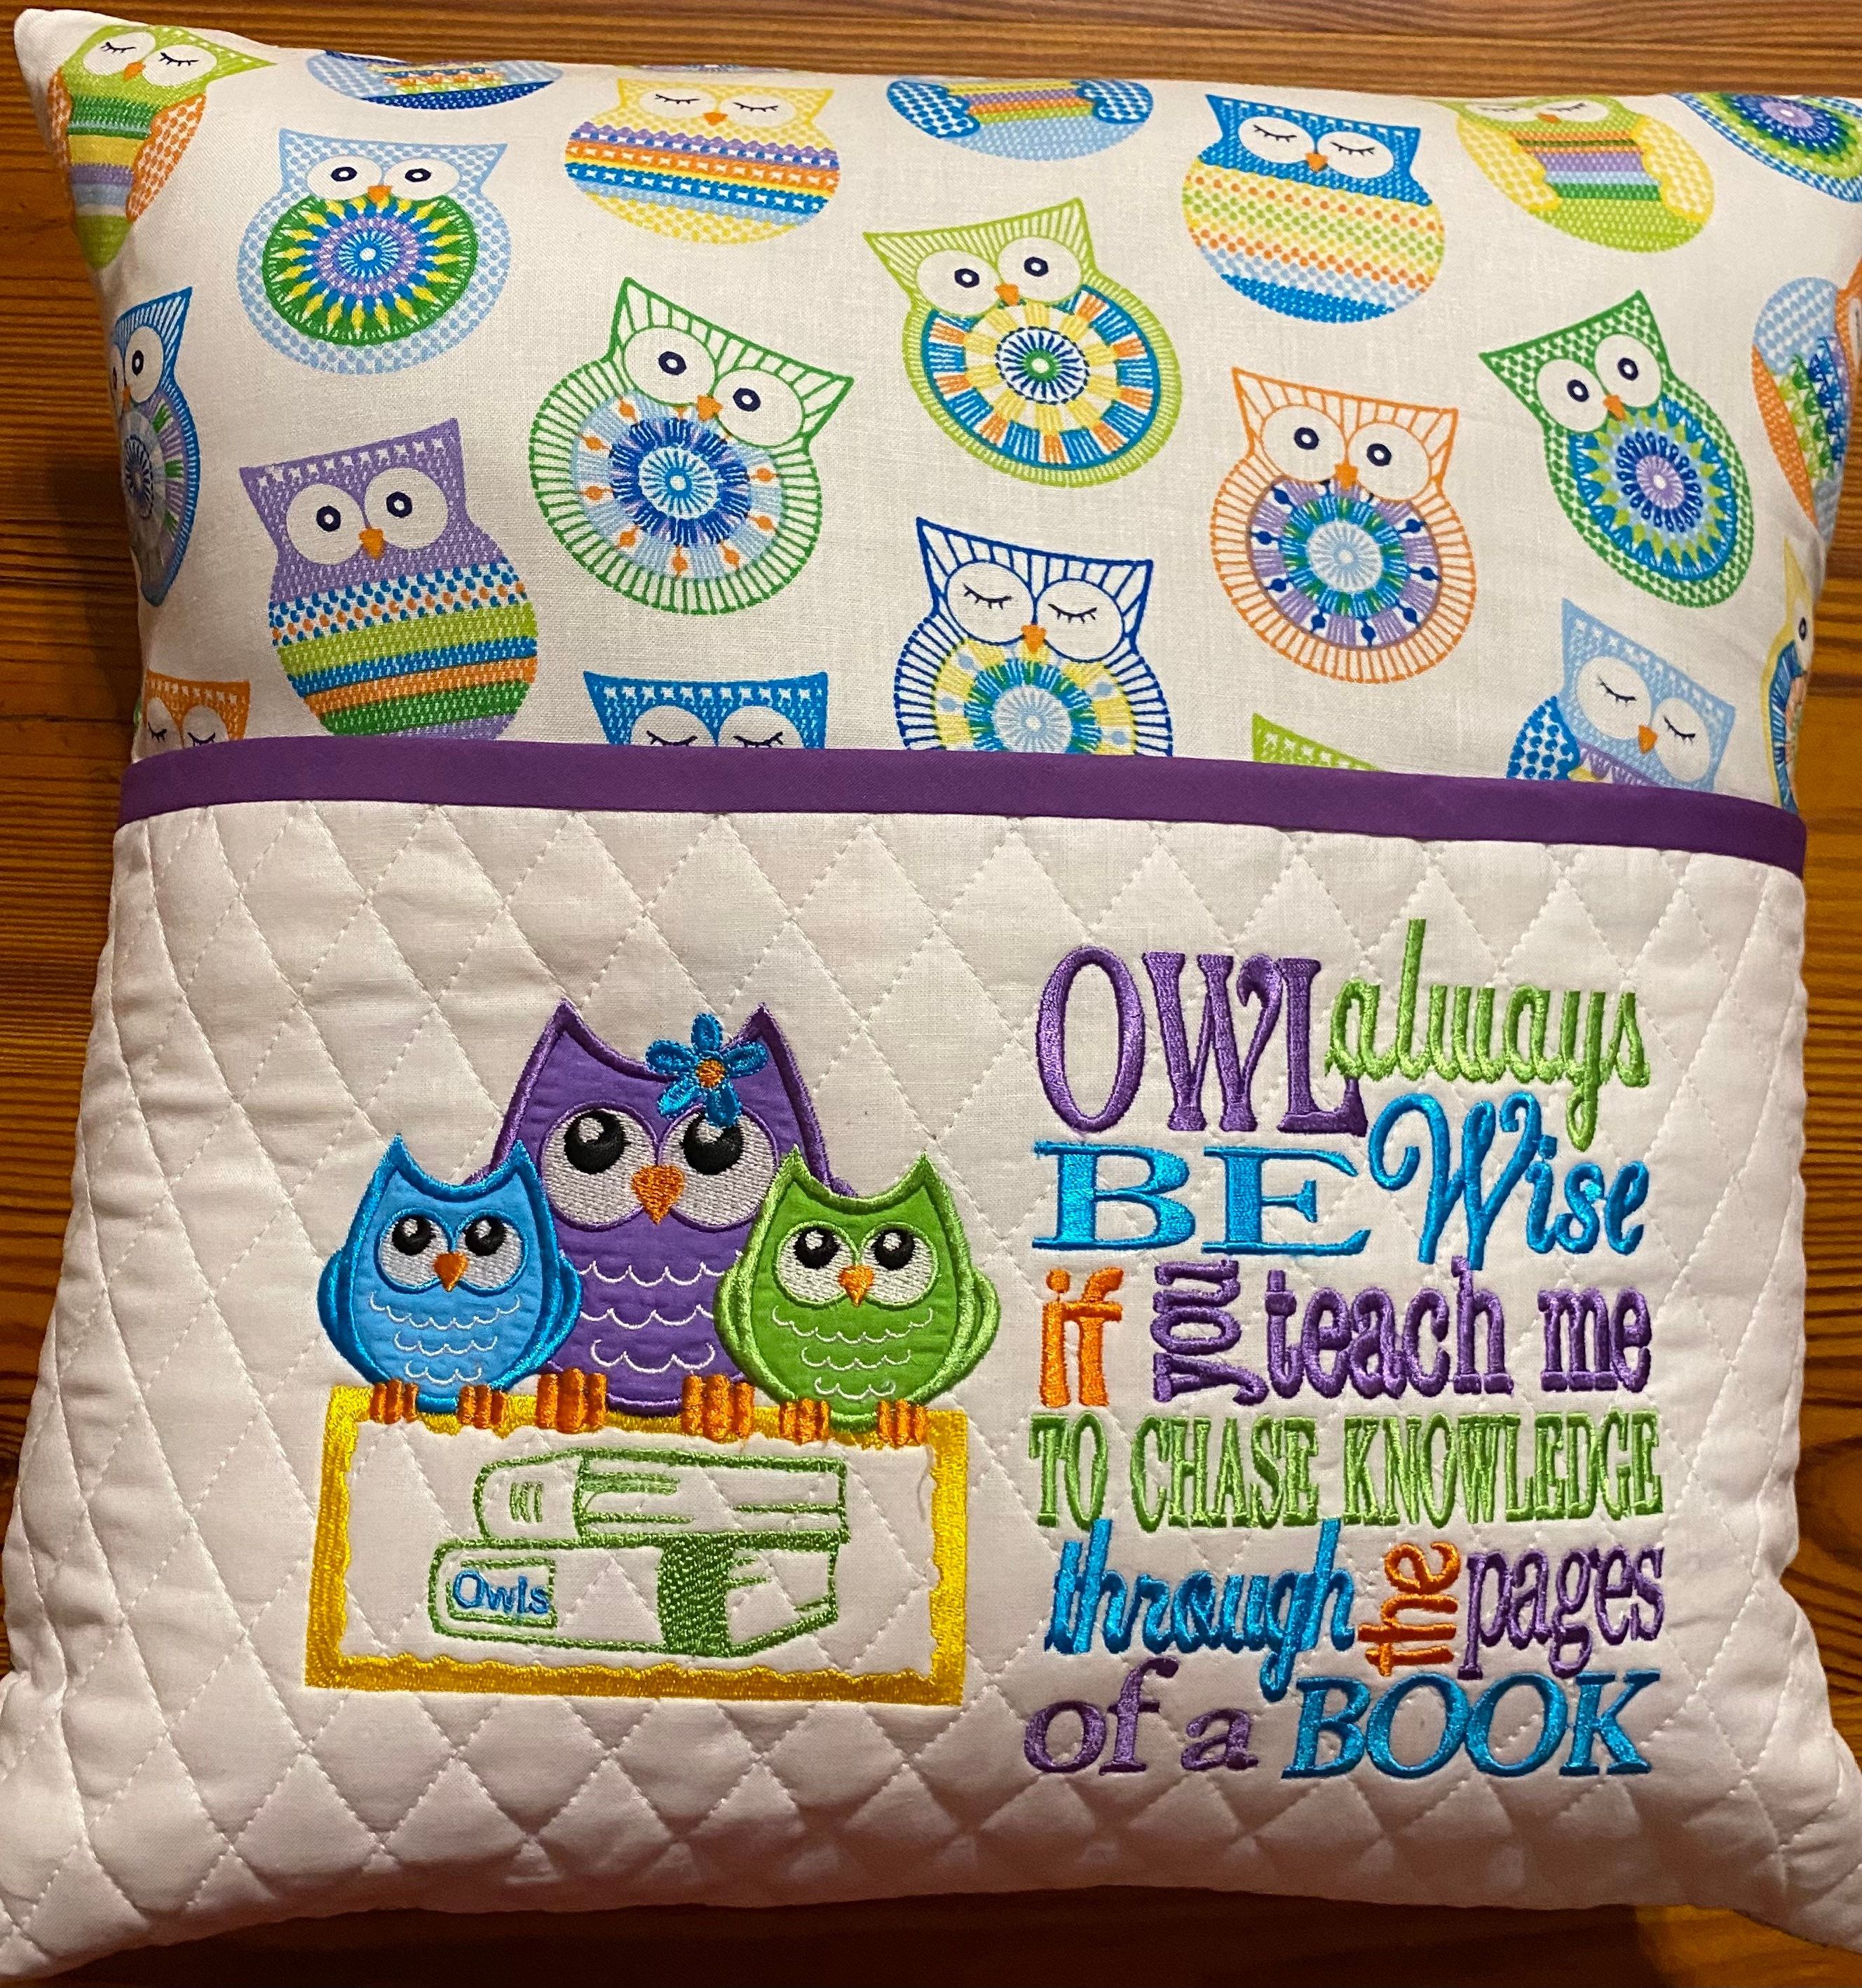 OWL always
BE Wise
if you teach me
TO CHASE KNOWLEDGE
through the pages
of a BOOK
Owls